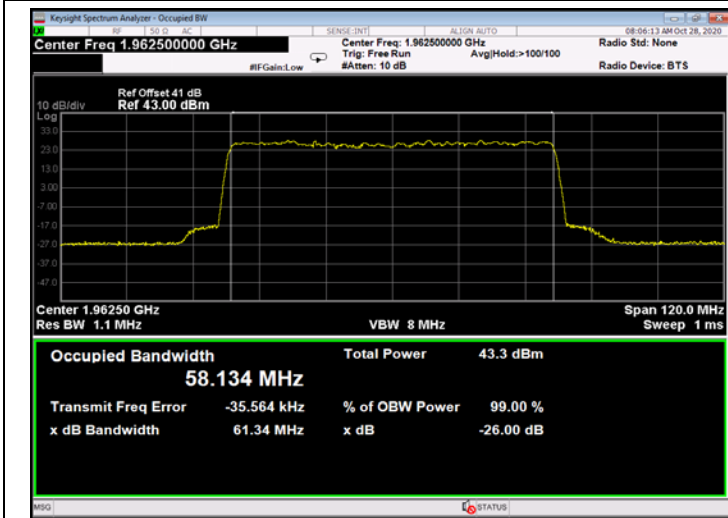 Keysight Spectrum Analyzer - Occupied BW
RF 50 Ω AC SENSE:INT ALIGN AUTO 08:06:13 AM Oct 28, 2020
Center Freq 1.962500000 GHz Center Freq: 1.962500000 GHz Radio Std: None
Trig: Free Run Avg|Hold:>100/100
#IFGain:Low #Atten: 10 dB Radio Device: BTS
Ref Offset 41 dB
10 dB/div Ref 43.00 dBm
Log
33.0
23.0
13.0
3.00
-7.00
-17.0
-27.0
-37.0
-47.0
Center 1.96250 GHz Span 120.0 MHz
Res BW 1.1 MHz VBW 8 MHz Sweep 1 ms
Occupied Bandwidth Total Power 43.3 dBm
58.134 MHz
Transmit Freq Error -35.564 kHz % of OBW Power 99.00 %
x dB Bandwidth 61.34 MHz x dB -26.00 dB
MSG STATUS